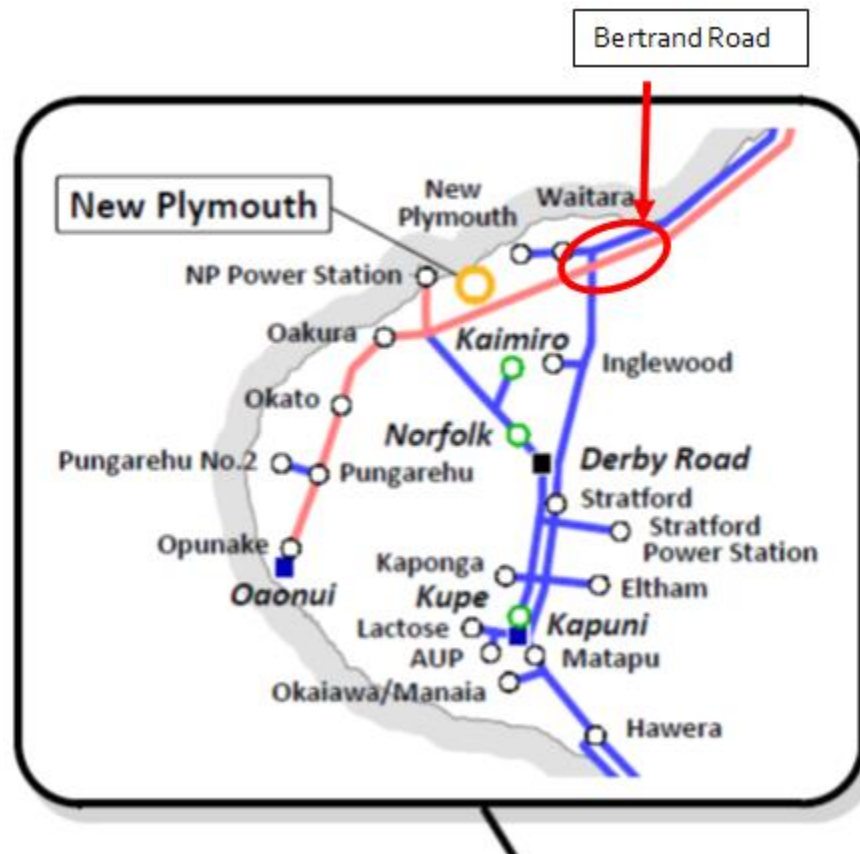 Bertrand Road
New Plymouth
New
Plymouth
Waitara
NP Power Station
Oakura
Kaimiro
Inglewood
Okato
Norfolk
Pungarehu No.2
Pungarehu
Derby Road
Stratford
Stratford
Power Station
Opunake
Oaonui
Kaponga
Eltham
Kupe
Kapuni
Lactose
AUP
Matapu
Okaiawa/Manaia
Hawera